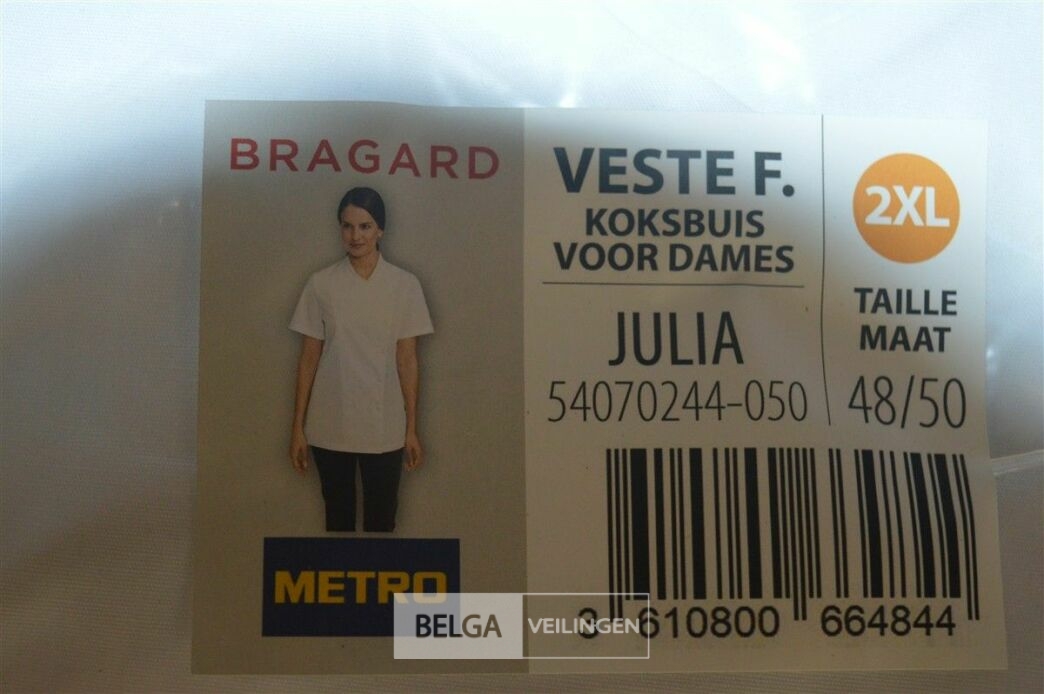 BRAGARD
VESTE F.
KOKSBUIS
VOOR DAMES
JULIA
54070244-050
2XL
TAILLE
MAAT
48/50
METRO
BELGA VEILINGEN
3 610800 664844